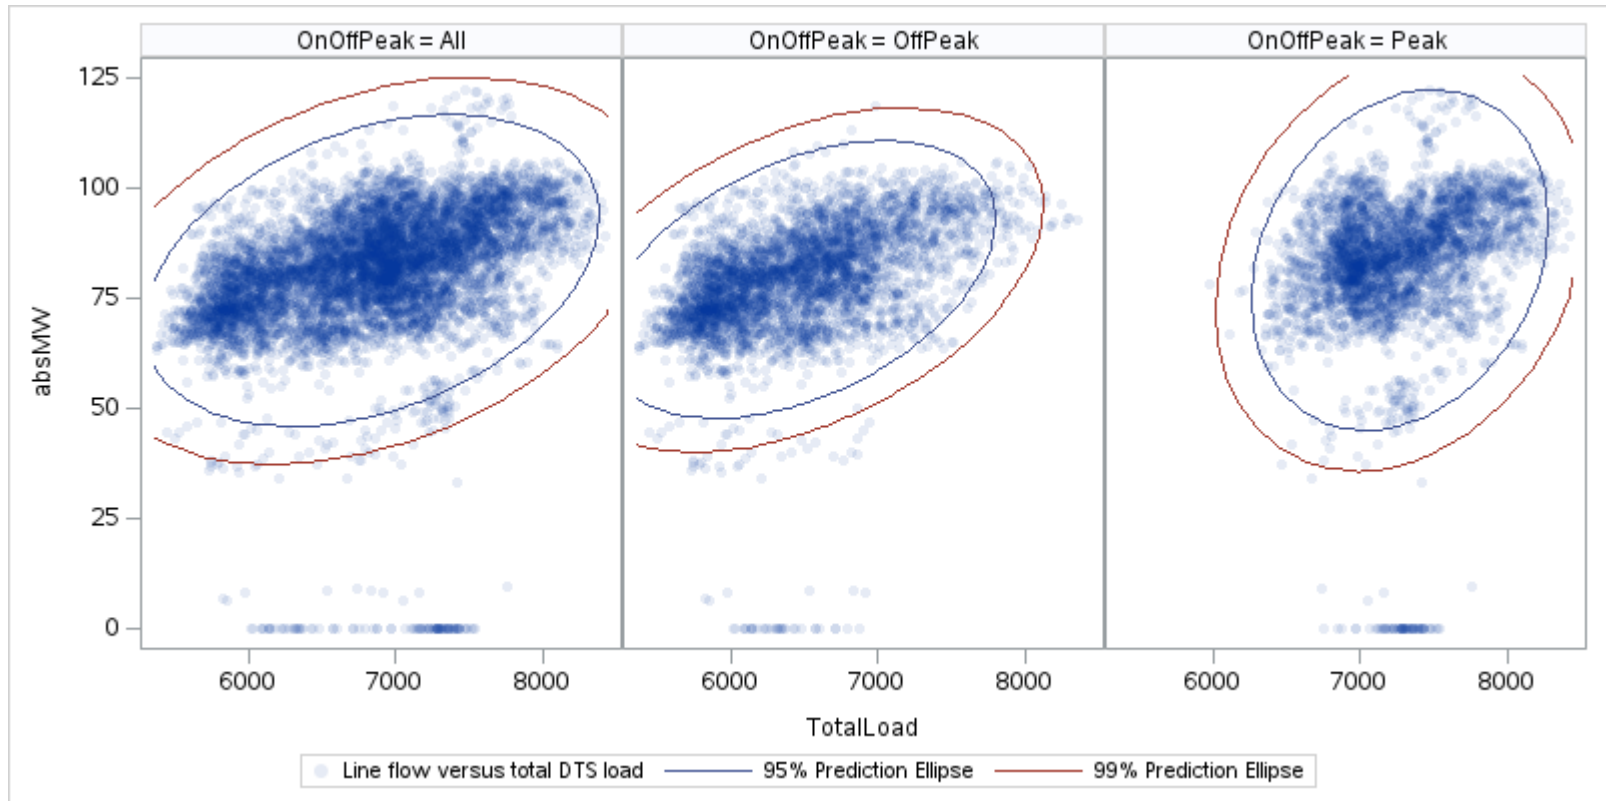 OnOffPeak = All
OnOffPeak = OffPeak
OnOffPeak = Peak
125
100
75
50
25
0
absMW
6000 7000 8000
6000 7000 8000
6000 7000 8000
TotalLoad
Line flow versus total DTS load
95% Prediction Ellipse
99% Prediction Ellipse